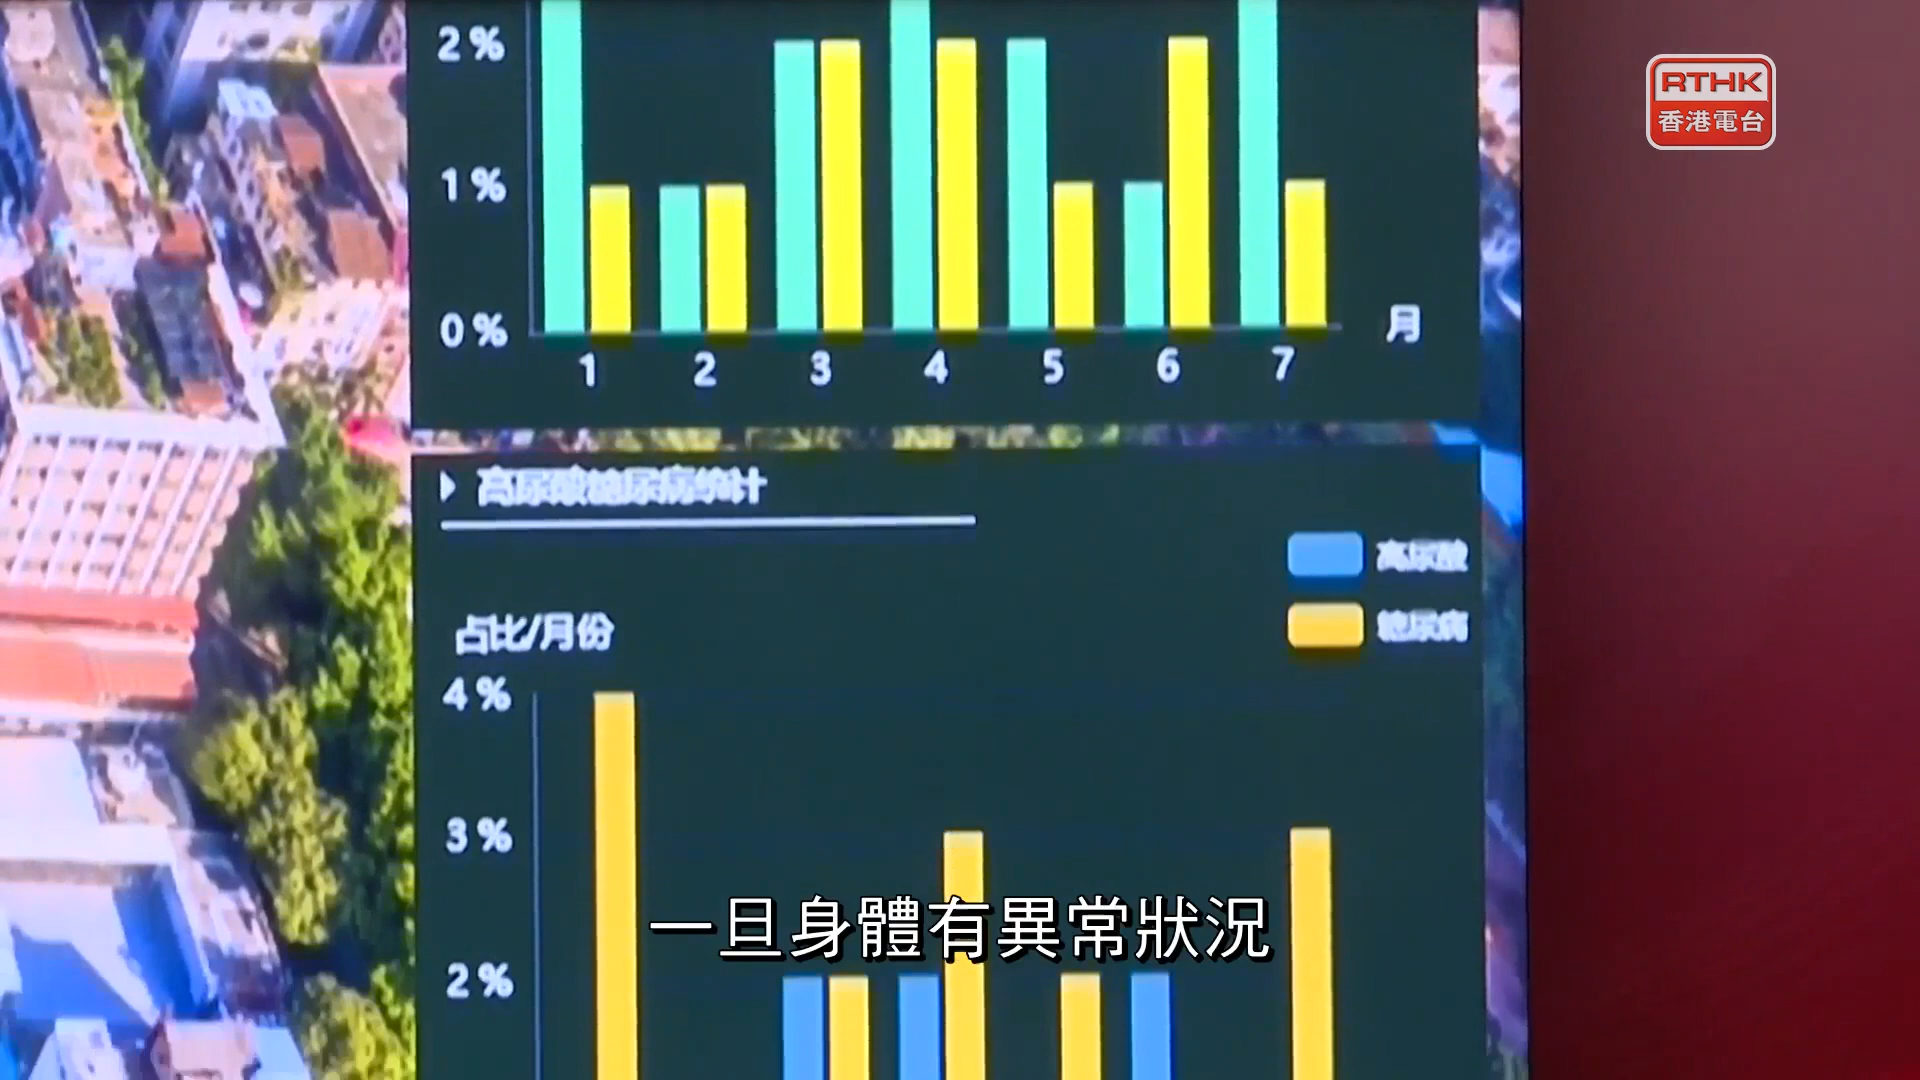 2%
1%
0%
1 2 3 4 5 6 7 月
RTHK
香港電台
高尿酸糖尿病统计
高尿酸
糖尿病
占比/月份
4%
3%
2%
一旦身體有異常狀況